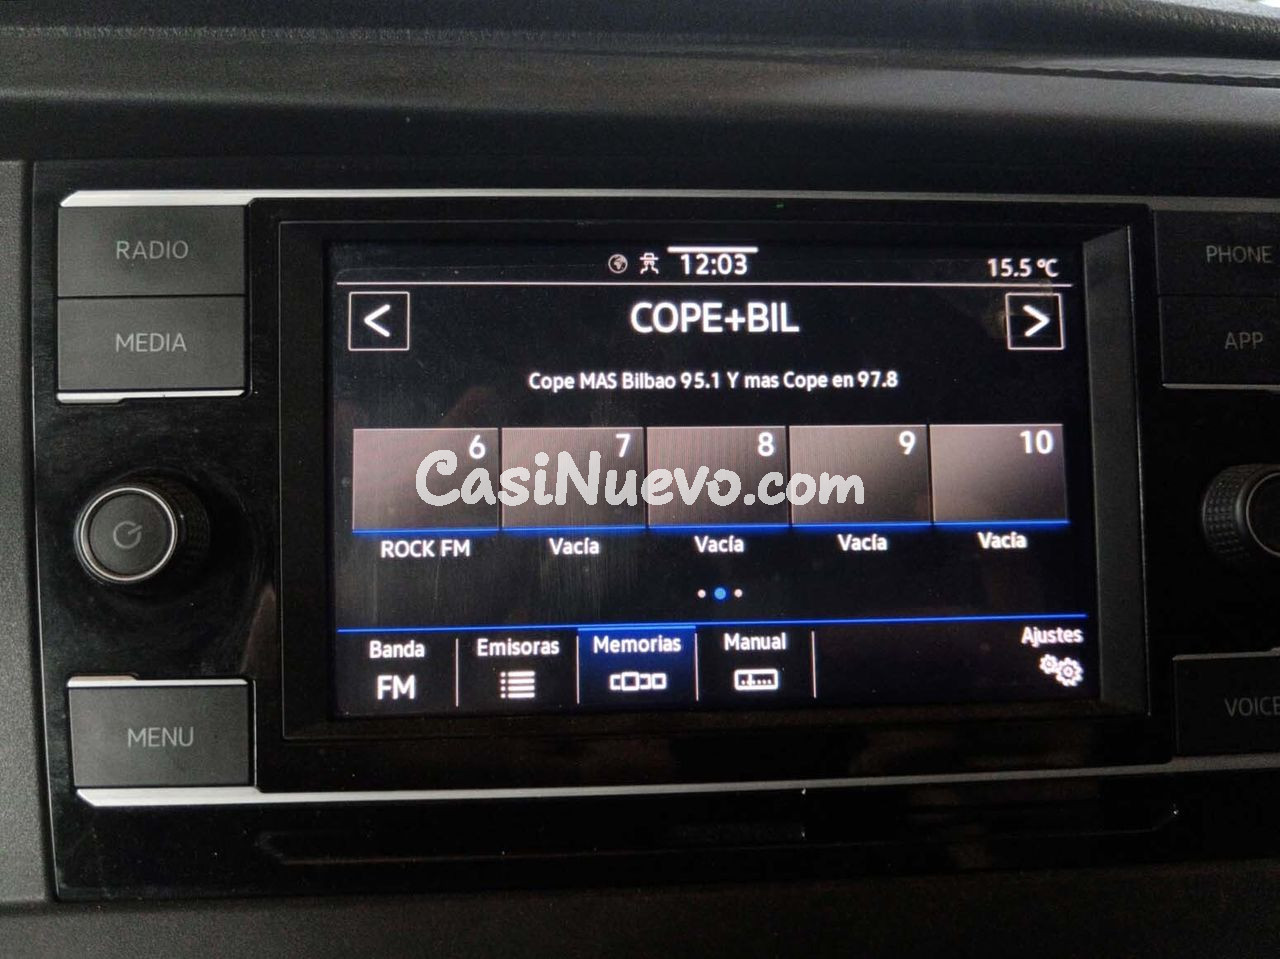 RADIO
MEDIA
MENU
12:03
15.5 °C
<
COPE+BIL
>
Cope MAS Bilbao 95.1 Y mas Cope en 97.8
6 7 8 9 10
CasiNuevo.com
ROCK FM Vacía Vacía Vacía Vacía
Banda Emisoras Memorias Manual Ajustes
FM
PHONE
APP
VOICE